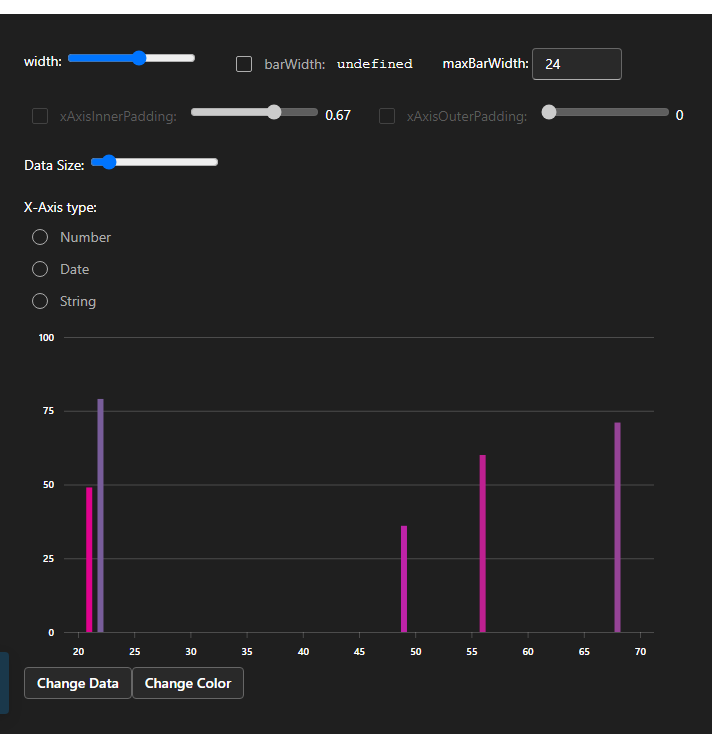 width: barWidth: undefined maxBarWidth: 24
xAxisInnerPadding: 0.67 xAxisOuterPadding: 0
Data Size:
X-Axis type:
Number
Date
String
100
75
50
25
0
20 25 30 35 40 45 50 55 60 65 70
Change Data Change Color